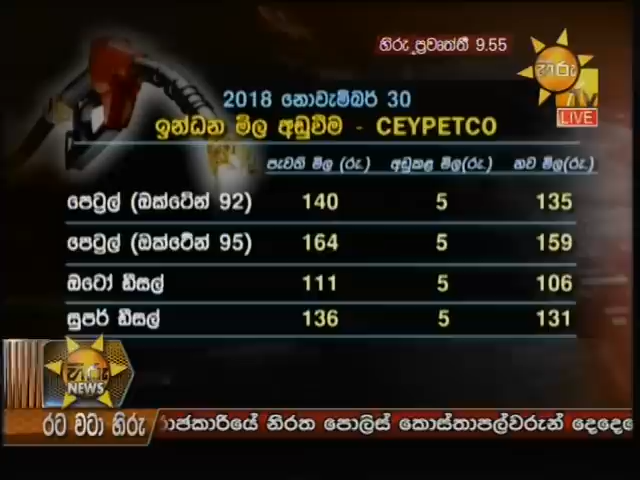 හිරු ප්‍රවෘත්ති 9.55
හිරු
TV
LIVE
2018 නොවැම්බර් 30
ඉන්ධන මිල අඩුවීම - CEYPETCO
පැවති මිල (රු.) අඩුකළ මිල(රු.) නව මිල(රු.)
පෙට්‍රල් (ඔක්ටේන් 92) 140 5 135
පෙට්‍රල් (ඔක්ටේන් 95) 164 5 159
ඔටෝ ඩීසල් 111 5 106
සුපර් ඩීසල් 136 5 131
හිරු
NEWS
රට වටා හිරු රාජකාරියේ නිරත පොලිස් කොස්තාපල්වරුන්